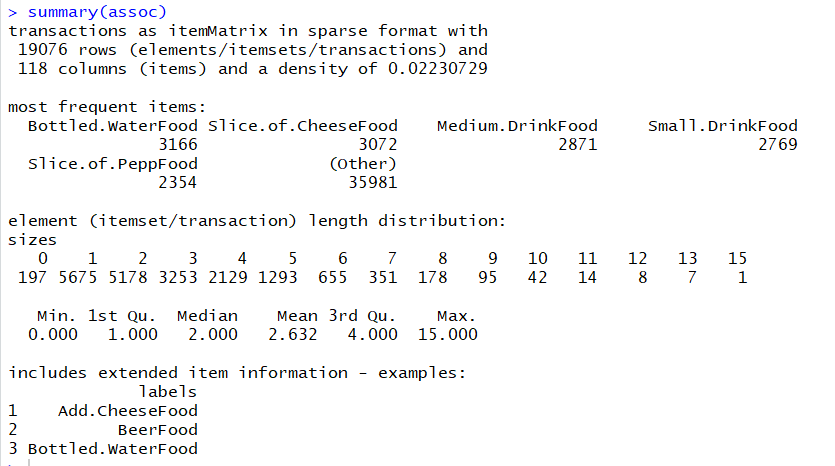 > summary(assoc)
transactions as itemMatrix in sparse format with
 19076 rows (elements/itemsets/transactions) and
 118 columns (items) and a density of 0.02230729

most frequent items:
  Bottled.WaterFood Slice.of.CheeseFood    Medium.DrinkFood     Small.DrinkFood
               3166                3072                2871                2769
  Slice.of.PeppFood             (Other)
               2354               35981

element (itemset/transaction) length distribution:
sizes
   0    1    2    3    4    5    6    7    8    9   10   11   12   13   15
 197 5675 5178 3253 2129 1293  655  351  178   95   42   14    8    7    1

   Min. 1st Qu.  Median    Mean 3rd Qu.    Max.
  0.000   1.000   2.000   2.632   4.000  15.000

includes extended item information - examples:
             labels
1    Add.CheeseFood
2          BeerFood
3 Bottled.WaterFood